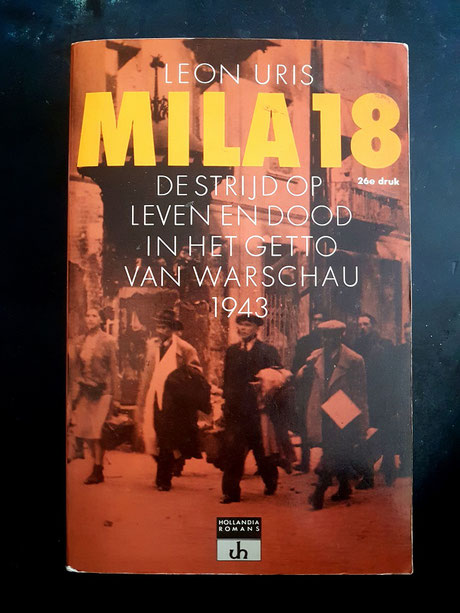 LEON URIS
MILA 18
26e druk
DE STRIJD OP
LEVEN EN DOOD
IN HET GETTO
VAN WARSCHAU
1943
HOLLANDIA
ROMANS
uh